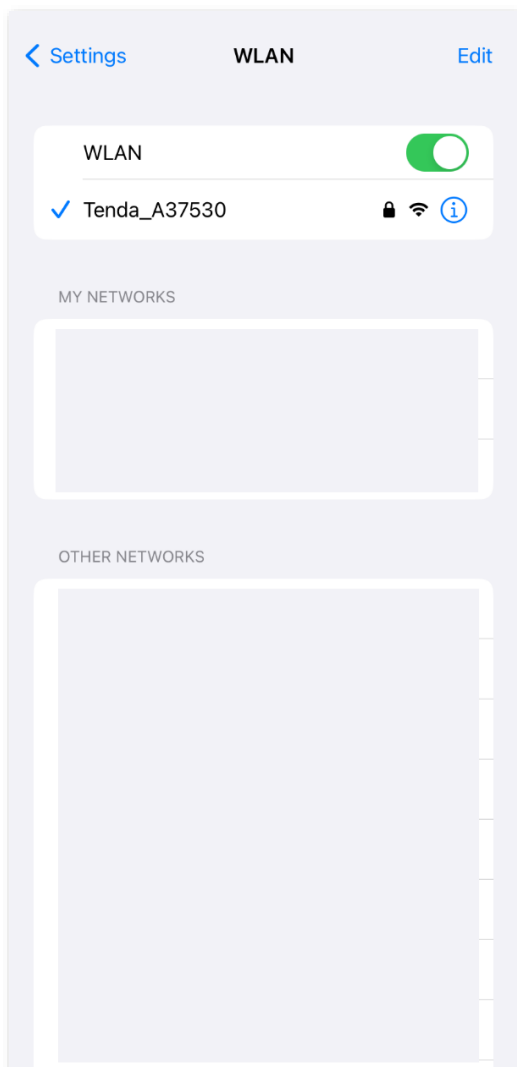 Settings WLAN Edit
WLAN
Tenda_A37530
MY NETWORKS
OTHER NETWORKS